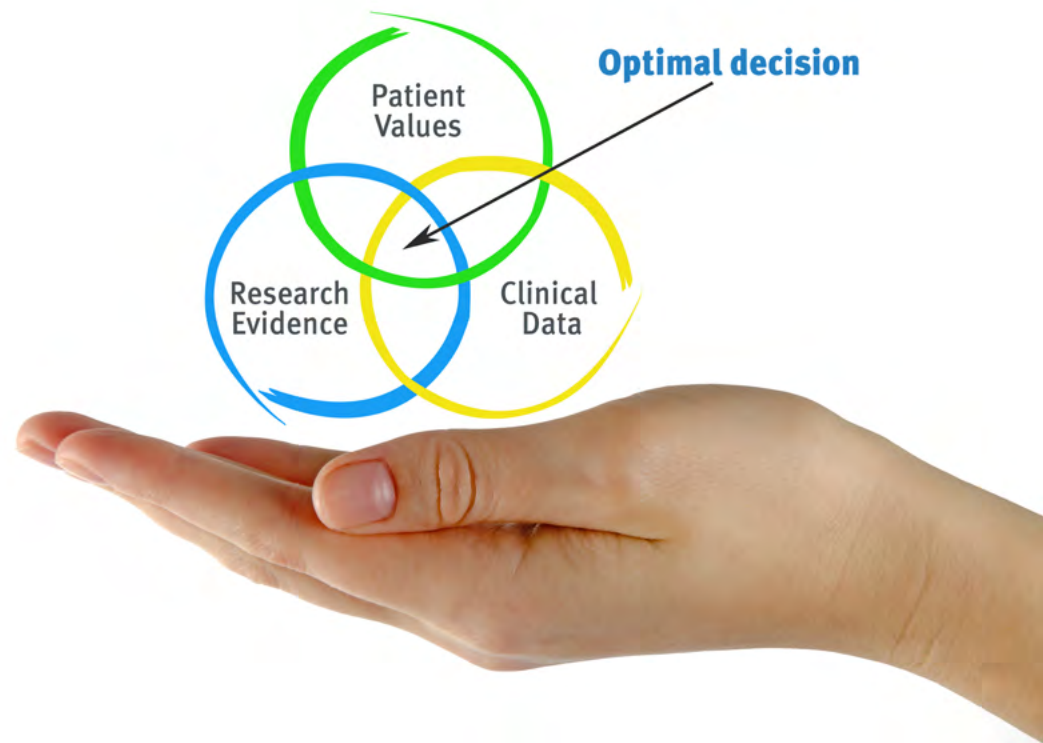 Optimal decision
Patient
Values
Research
Evidence
Clinical
Data